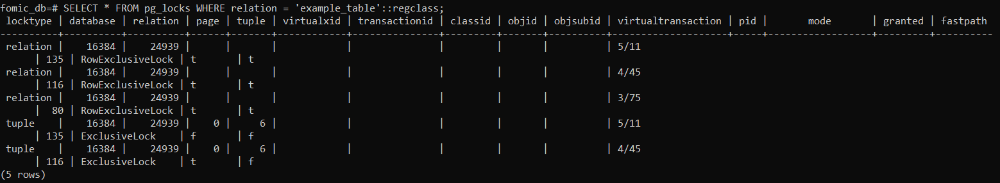 fomic_db=# SELECT * FROM pg_locks WHERE relation = 'example_table'::regclass;
 locktype | database | relation | page | tuple | virtualxid | transactionid | classid | objid | objsubid | virtualtransaction | pid |       mode       | granted | fastpath
----------+----------+----------+------+-------+------------+---------------+---------+-------+----------+--------------------+-----+------------------+---------+----------
 relation |    16384 |    24939 |      |       |            |               |         |       |          | 5/11
     | 135 | RowExclusiveLock | t       | t
 relation |    16384 |    24939 |      |       |            |               |         |       |          | 4/45
     | 116 | RowExclusiveLock | t       | t
 relation |    16384 |    24939 |      |       |            |               |         |       |          | 3/75
     |  80 | RowExclusiveLock | t       | t
 tuple    |    16384 |    24939 |    0 |     6 |            |               |         |       |          | 5/11
     | 135 | ExclusiveLock    | f       | f
 tuple    |    16384 |    24939 |    0 |     6 |            |               |         |       |          | 4/45
     | 116 | ExclusiveLock    | t       | f
(5 rows)